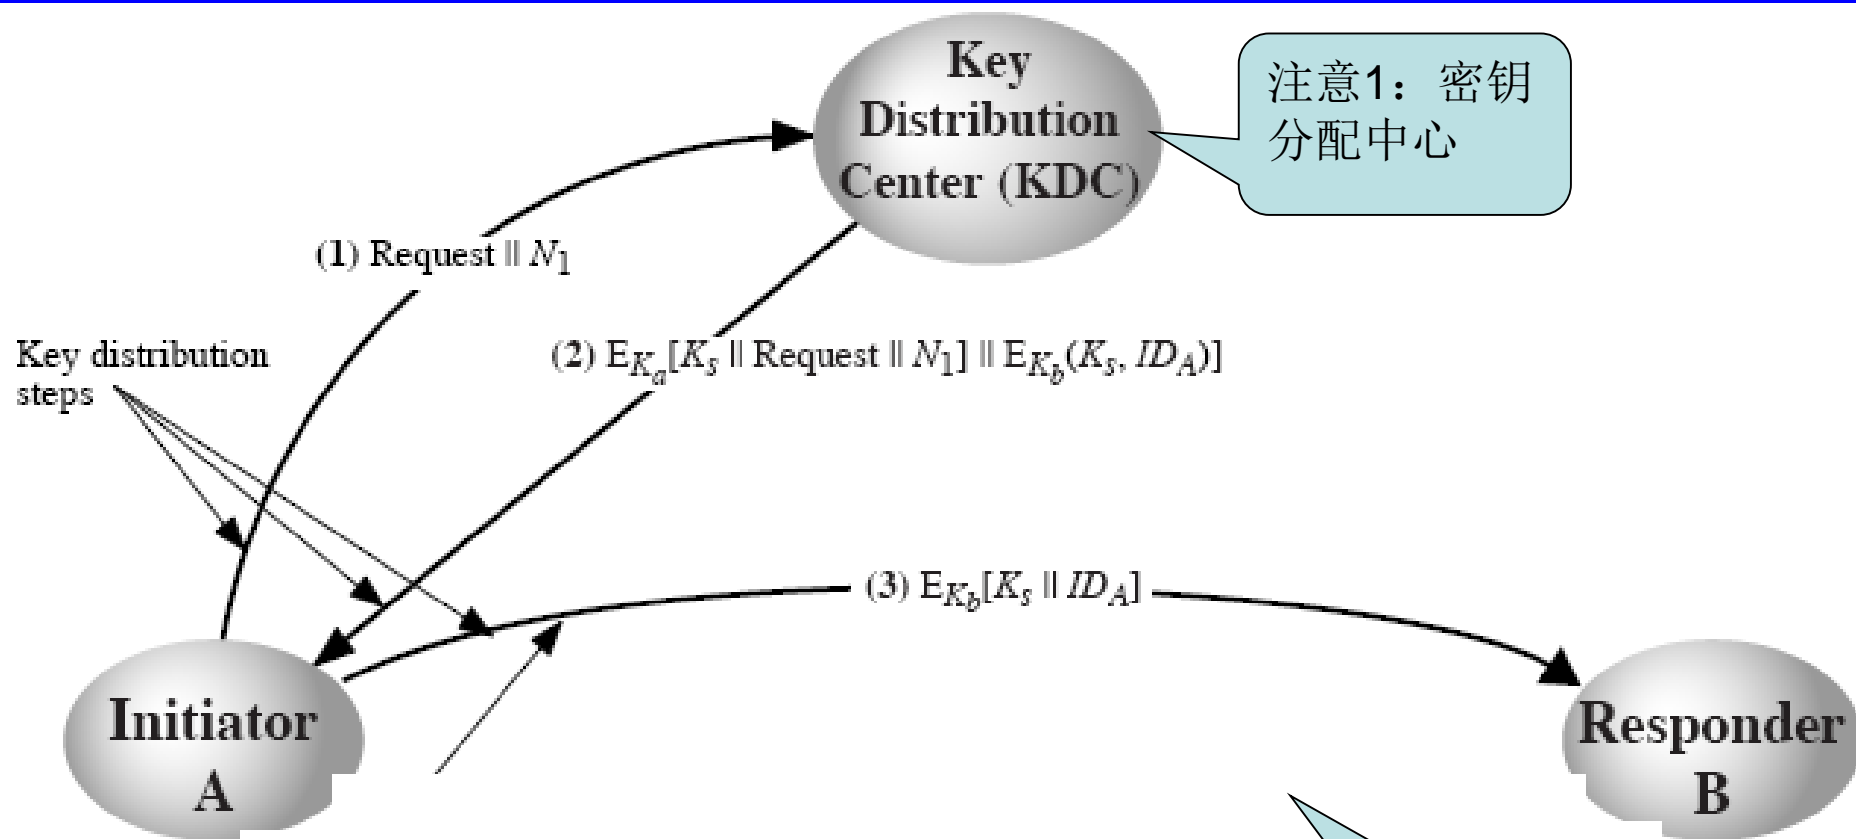 Key
Distribution
Center (KDC)
注意1：密钥
分配中心
(1) Request || N1
Key distribution
steps
(2) EKa[Ks || Request || N1] || EKb(Ks, IDA)]
(3) EKb[Ks || IDA]
Initiator
A
Responder
B